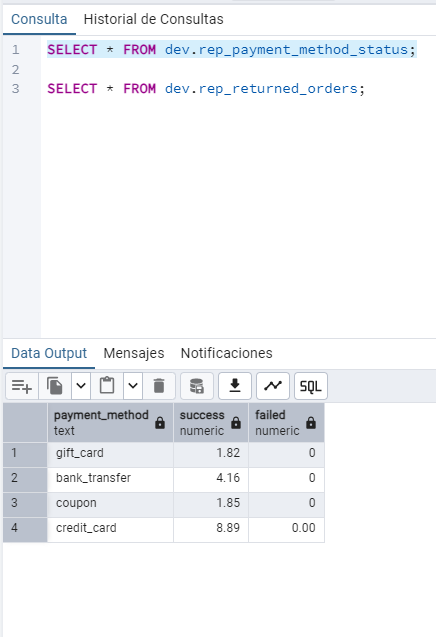 Consulta Historial de Consultas
1 SELECT * FROM dev.rep_payment_method_status;
2
3 SELECT * FROM dev.rep_returned_orders;
Data Output Mensajes Notificaciones
SQL
payment_method success failed
text numeric numeric
1 gift_card 1.82 0
2 bank_transfer 4.16 0
3 coupon 1.85 0
4 credit_card 8.89 0.00